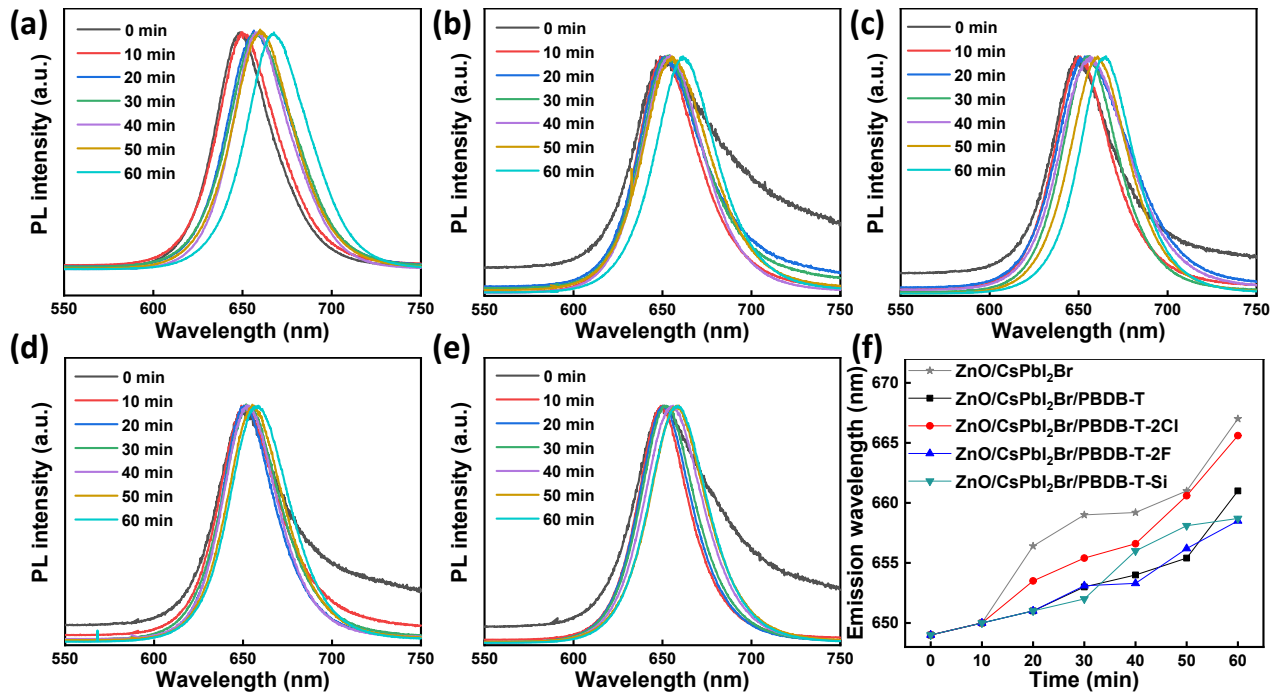 (a)
PL intensity (a.u.)
0 min
10 min
20 min
30 min
40 min
50 min
60 min
550 600 650 700 750
Wavelength (nm)
(b)
PL intensity (a.u.)
0 min
10 min
20 min
30 min
40 min
50 min
60 min
550 600 650 700 750
Wavelength (nm)
(c)
PL intensity (a.u.)
0 min
10 min
20 min
30 min
40 min
50 min
60 min
550 600 650 700 750
Wavelength (nm)
(d)
PL intensity (a.u.)
0 min
10 min
20 min
30 min
40 min
50 min
60 min
550 600 650 700 750
Wavelength (nm)
(e)
PL intensity (a.u.)
0 min
10 min
20 min
30 min
40 min
50 min
60 min
550 600 650 700 750
Wavelength (nm)
(f)
Emission wavelength (nm)
670
665
660
655
650
ZnO/CsPbI₂Br
ZnO/CsPbI₂Br/PBDB-T
ZnO/CsPbI₂Br/PBDB-T-2Cl
ZnO/CsPbI₂Br/PBDB-T-2F
ZnO/CsPbI₂Br/PBDB-T-Si
0 10 20 30 40 50 60
Time (min)